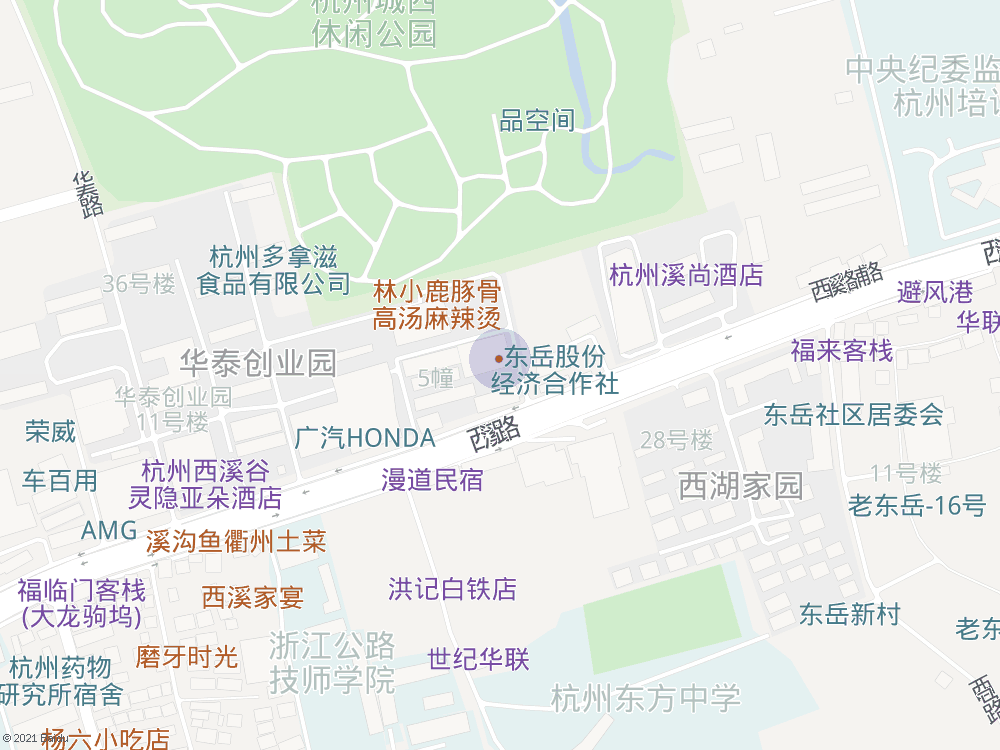 杭州城西
休闲公园
中央纪委监
杭州培训
品空间
华泰路
杭州多拿滋
食品有限公司
36号楼
林小鹿豚骨
高汤麻辣烫
杭州溪尚酒店
西溪路辅路
避风港
华联
福来客栈
东岳股份
经济合作社
华泰创业园
5幢
华泰创业园
11号楼
荣威
广汽HONDA
西溪路
东岳社区居委会
28号楼
11号楼
车百用
杭州西溪谷
灵隐亚朵酒店
漫道民宿
西湖家园
老东岳-16号
AMG
溪沟鱼衢州土菜
福临门客栈
(大龙驹坞)
西溪家宴
洪记白铁店
东岳新村
老东
浙江公路
技师学院
磨牙时光
世纪华联
杭州药物
研究所宿舍
杭州东方中学
杨六小吃店
© 2021 Baidu